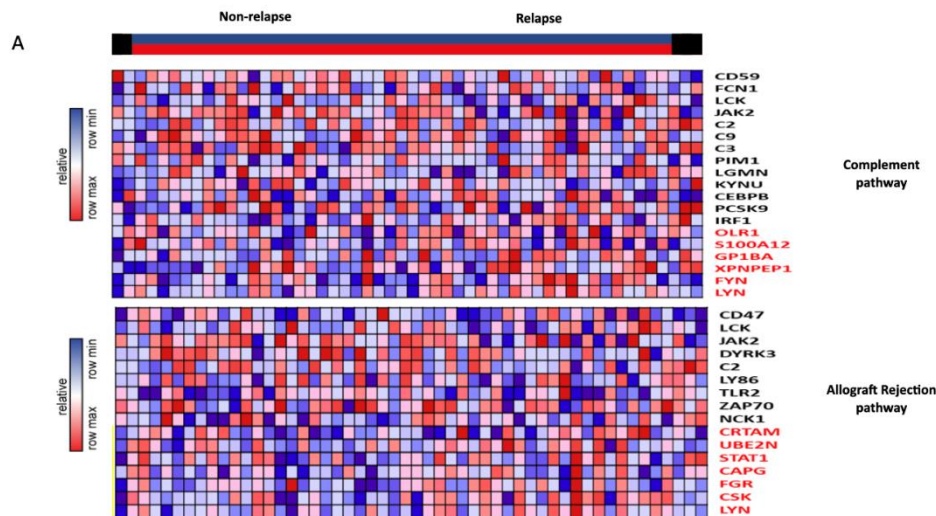 Non-relapse
Relapse
A
CD59
FCN1
LCK
JAK2
C2
C9
C3
PIM1
LGMN
KYNU
CEBPB
PCSK9
IRF1
OLR1
S100A12
GP1BA
XPNPEP1
FYN
LYN
relative
row max
row min
Complement
pathway
CD47
LCK
JAK2
DYRK3
C2
LY86
TLR2
ZAP70
NCK1
CRTAM
UBE2N
STAT1
CAPG
FGR
CSK
LYN
relative
row max
row min
Allograft Rejection
pathway